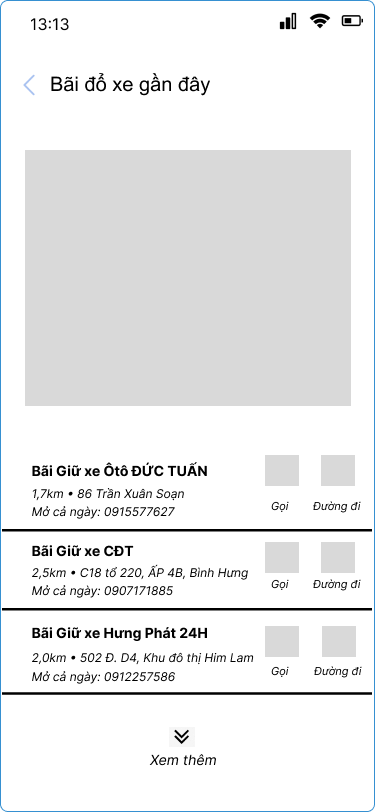 13:13
Bãi đổ xe gần đây
Bãi Giữ xe Ôtô ĐỨC TUẤN
1,7km • 86 Trần Xuân Soạn
Mở cả ngày: 0915577627
Gọi
Đường đi
Bãi Giữ xe CĐT
2,5km • C18 tổ 220, ẤP 4B, Bình Hưng
Mở cả ngày: 0907171885
Gọi
Đường đi
Bãi Giữ xe Hưng Phát 24H
2,0km • 502 Đ. D4, Khu đô thị Him Lam
Mở cả ngày: 0912257586
Gọi
Đường đi
Xem thêm